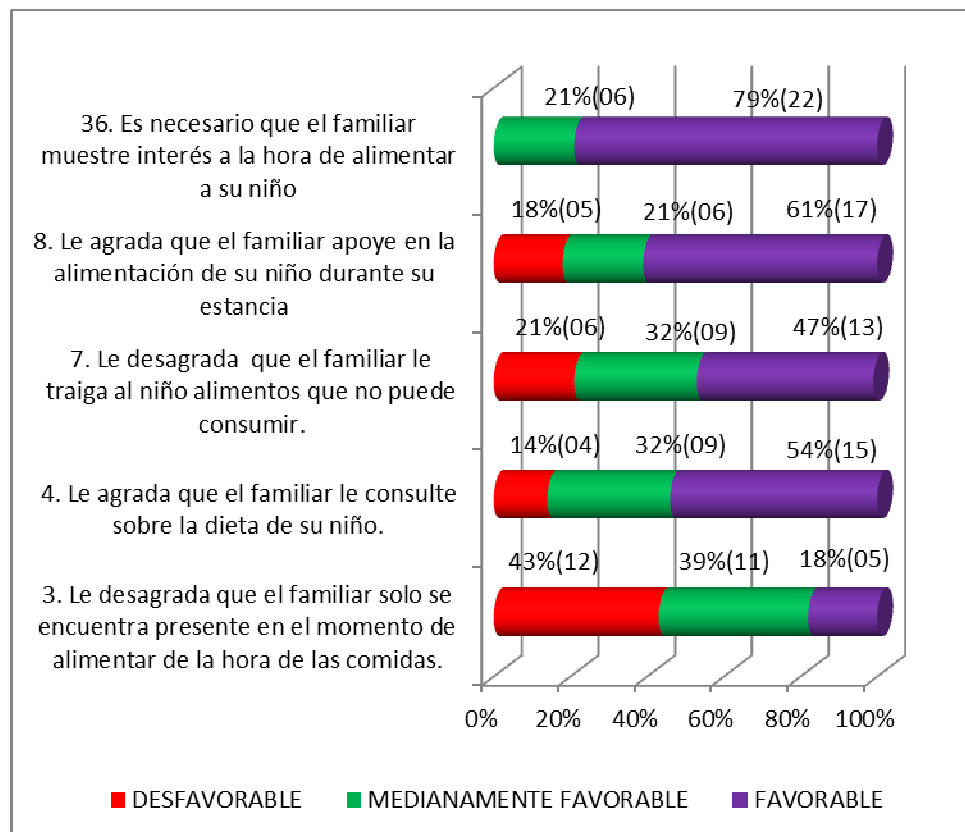 21%(06) 79%(22)
36. Es necesario que el familiar
muestre interés a la hora de alimentar
a su niño
18%(05) 21%(06) 61%(17)
8. Le agrada que el familiar apoye en la
alimentación de su niño durante su
estancia
21%(06) 32%(09) 47%(13)
7. Le desagrada que el familiar le
traiga al niño alimentos que no puede
consumir.
14%(04) 32%(09) 54%(15)
4. Le agrada que el familiar le consulte
sobre la dieta de su niño.
43%(12) 39%(11) 18%(05)
3. Le desagrada que el familiar solo se
encuentra presente en el momento de
alimentar de la hora de las comidas.
0% 20% 40% 60% 80% 100%
DESFAVORABLE MEDIANAMENTE FAVORABLE FAVORABLE